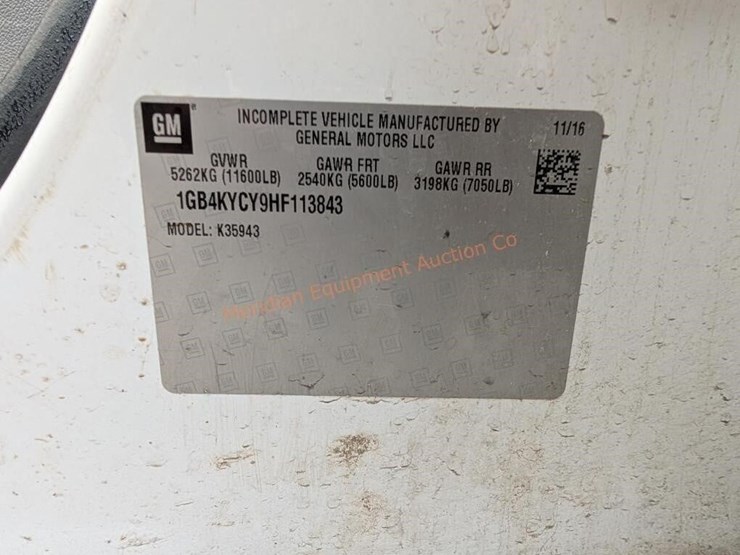 GM
INCOMPLETE VEHICLE MANUFACTURED BY
GENERAL MOTORS LLC
11/16
GVWR GAWR FRT GAWR RR
5262KG (11600LB) 2540KG (5600LB) 3198KG (7050LB)
1GB4KYCY9HF113843
MODEL: K35943
Meridian Equipment Auction Co